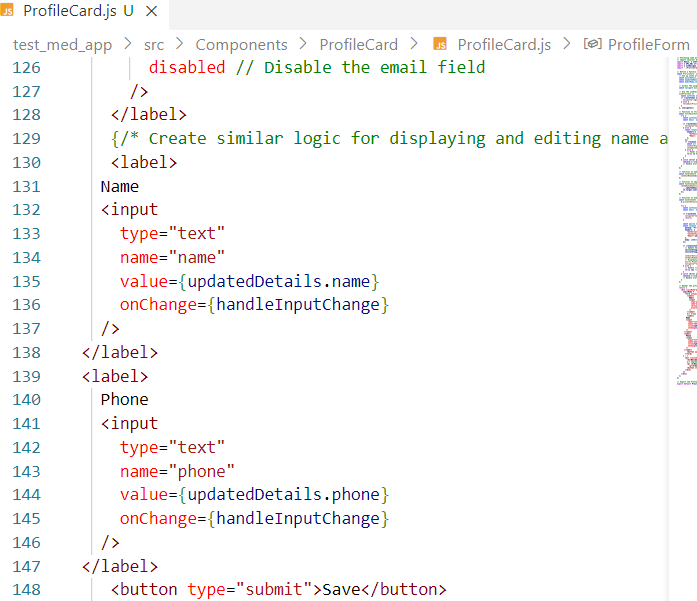 JS ProfileCard.js U ×
test_med_app > src > Components > ProfileCard > JS ProfileCard.js > ProfileForm
126 disabled // Disable the email field
127 />
128 </label>
129 {/* Create similar logic for displaying and editing name a
130 <label>
131 Name
132 <input
133 type="text"
134 name="name"
135 value={updatedDetails.name}
136 onChange={handleInputChange}
137 />
138 </label>
139 <label>
140 Phone
141 <input
142 type="text"
143 name="phone"
144 value={updatedDetails.phone}
145 onChange={handleInputChange}
146 />
147 </label>
148 <button type="submit">Save</button>